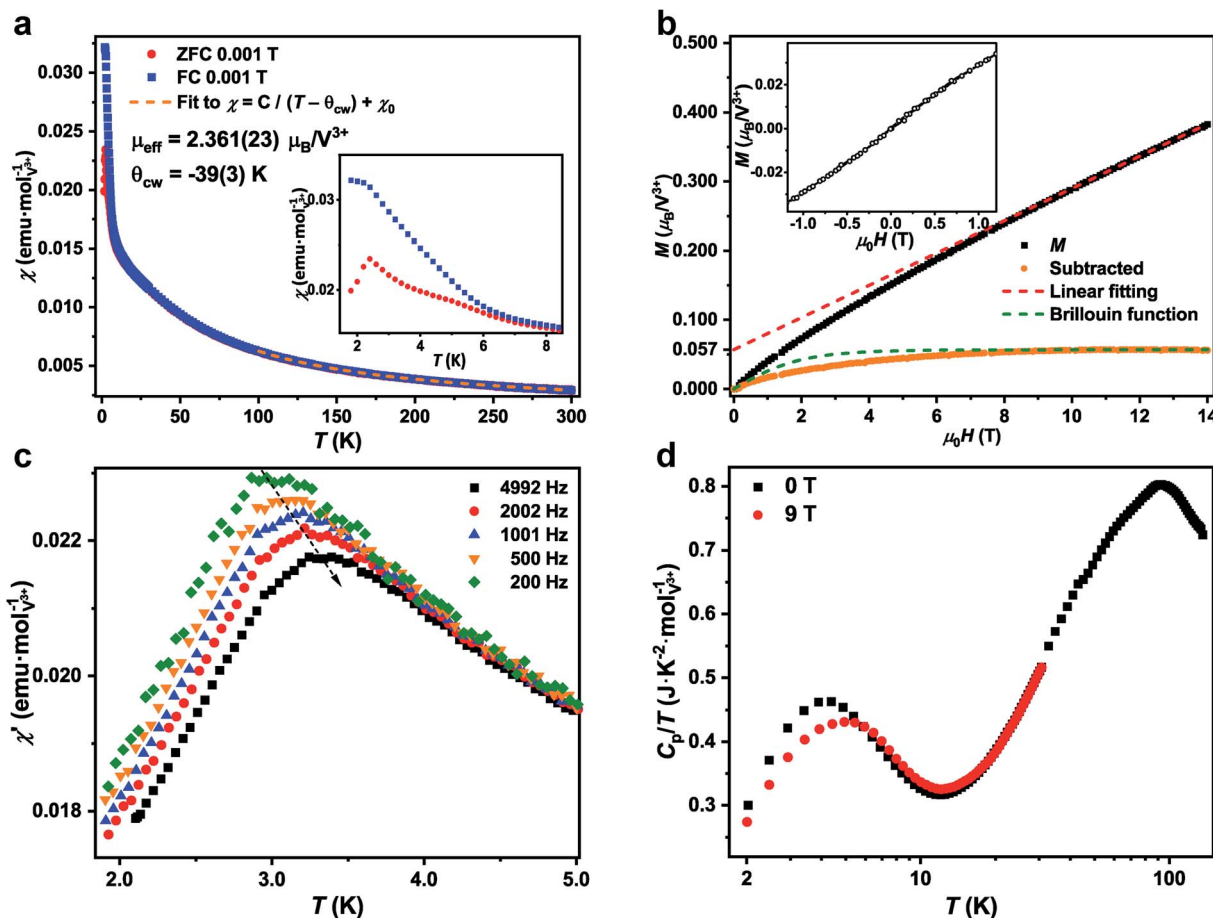 a
ZFC 0.001 T
FC 0.001 T
Fit to χ = C / (T − θcw) + χ0
μeff = 2.361(23) μB/V3+
θcw = -39(3) K
χ (emu·mol-1V3+)
0.030
0.025
0.020
0.015
0.010
0.005
0 50 100 150 200 250 300
T (K)
χ (emu·mol-1V3+)
0.03
0.02
2 4 6 8
T (K)
b
M (μB/V3+)
0.500
0.400
0.300
0.200
0.100
0.057
0.000
0 2 4 6 8 10 12 14
μ0H (T)
M (μB/V3+)
0.02
0.00
-0.02
-1.0 -0.5 0.0 0.5 1.0
μ0H (T)
M
Subtracted
Linear fitting
Brillouin function
c
χ' (emu·mol-1V3+)
0.022
0.020
0.018
2.0 3.0 4.0 5.0
T (K)
4992 Hz
2002 Hz
1001 Hz
500 Hz
200 Hz
d
0 T
9 T
Cp/T (J·K-2·mol-1V3+)
0.8
0.7
0.6
0.5
0.4
0.3
2 10 100
T (K)